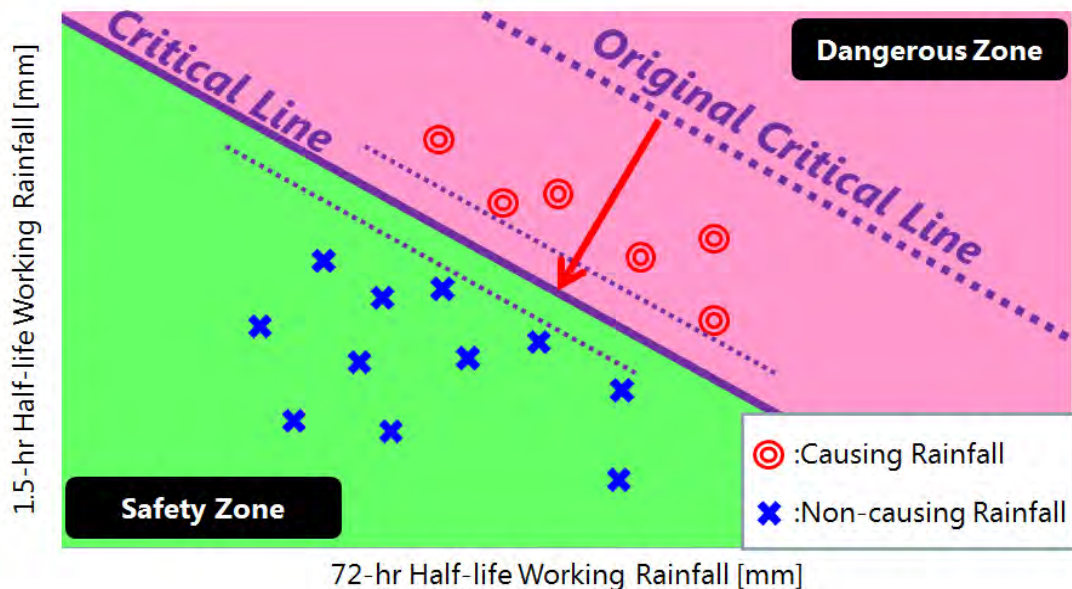 Critical Line
Original Critical Line
Dangerous Zone
1.5-hr Half-life Working Rainfall [mm]
:Causing Rainfall
:Non-causing Rainfall
Safety Zone
72-hr Half-life Working Rainfall [mm]